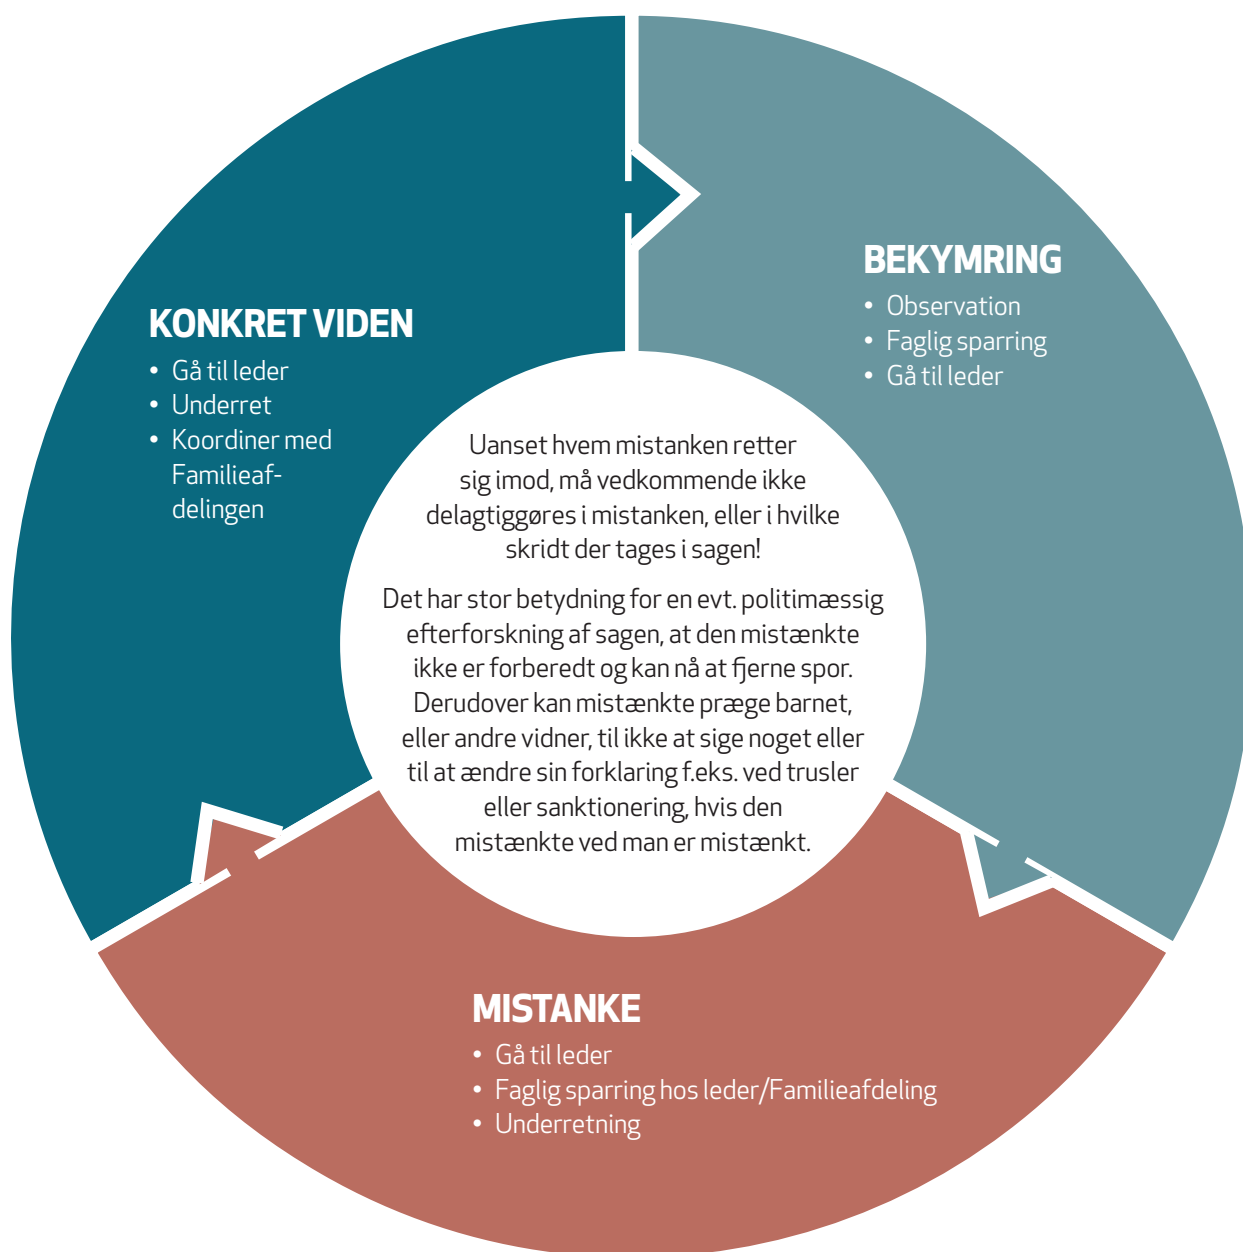 KONKRET VIDEN
• Gå til leder
• Underret
• Koordiner med
Familieaf-
delingen
BEKYMRING
• Observation
• Faglig sparring
• Gå til leder
Uanset hvem mistanken retter
sig imod, må vedkommende ikke
delagtiggøres i mistanken, eller i hvilke
skridt der tages i sagen!
Det har stor betydning for en evt. politimæssig
efterforskning af sagen, at den mistænkte
ikke er forberedt og kan nå at fjerne spor.
Derudover kan mistænkte præge barnet,
eller andre vidner, til ikke at sige noget eller
til at ændre sin forklaring f.eks. ved trusler
eller sanktionering, hvis den
mistænkte ved man er mistænkt.
MISTANKE
• Gå til leder
• Faglig sparring hos leder/Familieafdeling
• Underretning